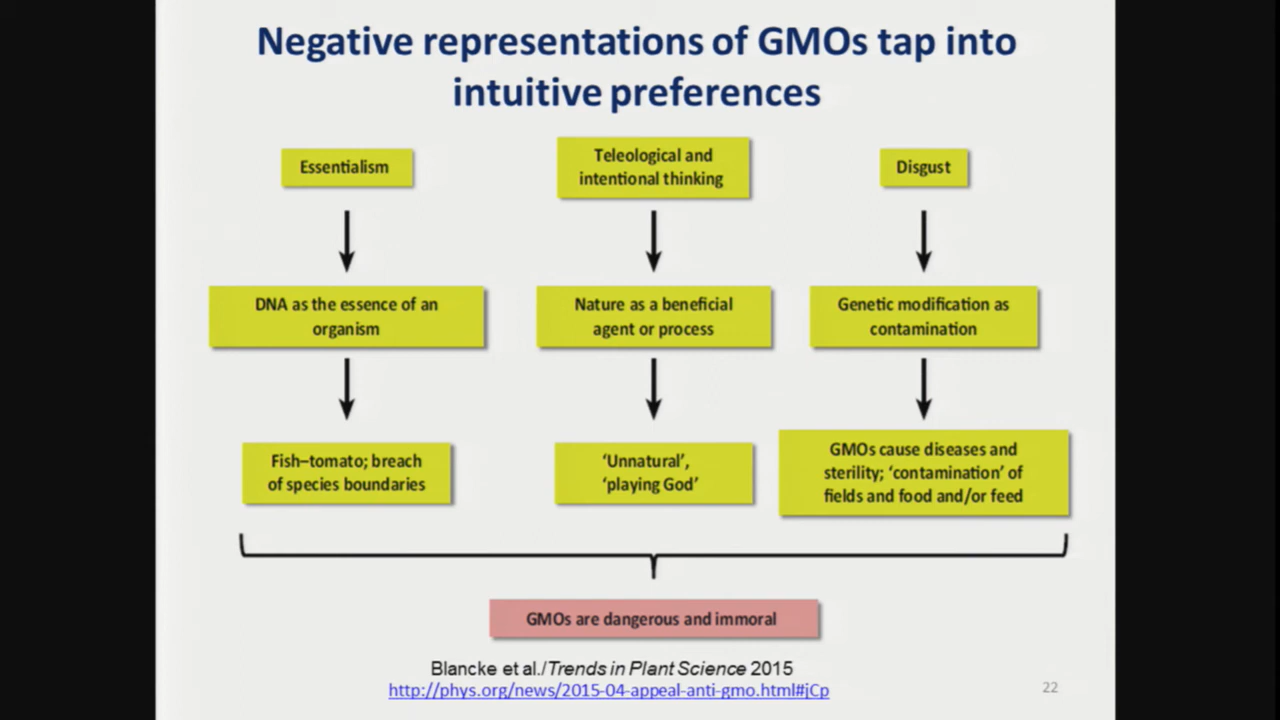 Negative representations of GMOs tap into
intuitive preferences
Essentialism
Teleological and
intentional thinking
Disgust
DNA as the essence of an
organism
Nature as a beneficial
agent or process
Genetic modification as
contamination
Fish–tomato; breach
of species boundaries
‘Unnatural’,
‘playing God’
GMOs cause diseases and
sterility; ‘contamination’ of
fields and food and/or feed
GMOs are dangerous and immoral
Blancke et al./Trends in Plant Science 2015
http://phys.org/news/2015-04-appeal-anti-gmo.html#jCp
22